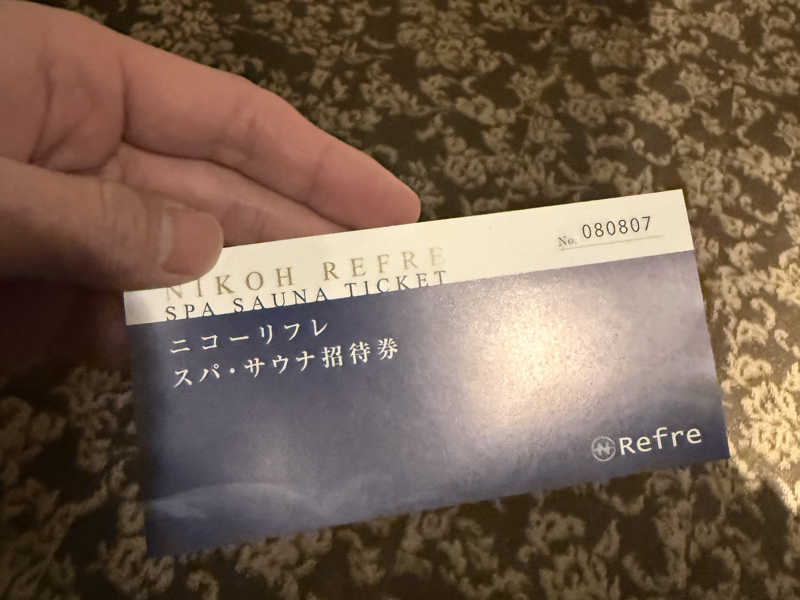 No. 080807
NIKOH REFRE
SPA SAUNA TICKET
ニコーリフレ
スパ・サウナ招待券
Refre